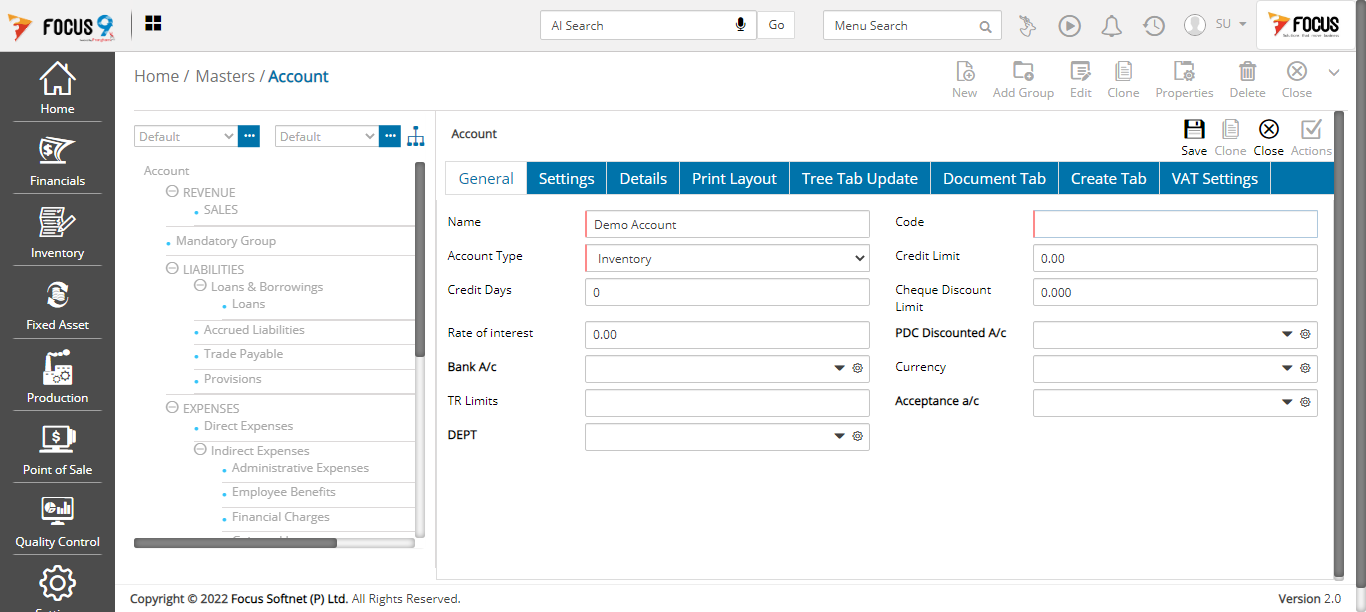 FOCUS 9
AI Search
Go
Menu Search
SU
FOCUS
Home / Masters / Account
New
Add Group
Edit
Clone
Properties
Delete
Close
Home
Financials
Inventory
Fixed Asset
Production
Point of Sale
Quality Control
Default
Default
Account
REVENUE
SALES
Mandatory Group
LIABILITIES
Loans & Borrowings
Loans
Accrued Liabilities
Trade Payable
Provisions
EXPENSES
Direct Expenses
Indirect Expenses
Administrative Expenses
Employee Benefits
Financial Charges
Account
Save
Clone
Close
Actions
General
Settings
Details
Print Layout
Tree Tab Update
Document Tab
Create Tab
VAT Settings
Name
Demo Account
Code
Account Type
Inventory
Credit Limit
0.00
Credit Days
0
Cheque Discount
Limit
0.000
Rate of interest
0.00
PDC Discounted A/c
Bank A/c
Currency
TR Limits
Acceptance a/c
DEPT
Copyright © 2022 Focus Softnet (P) Ltd. All Rights Reserved.
Version 2.0